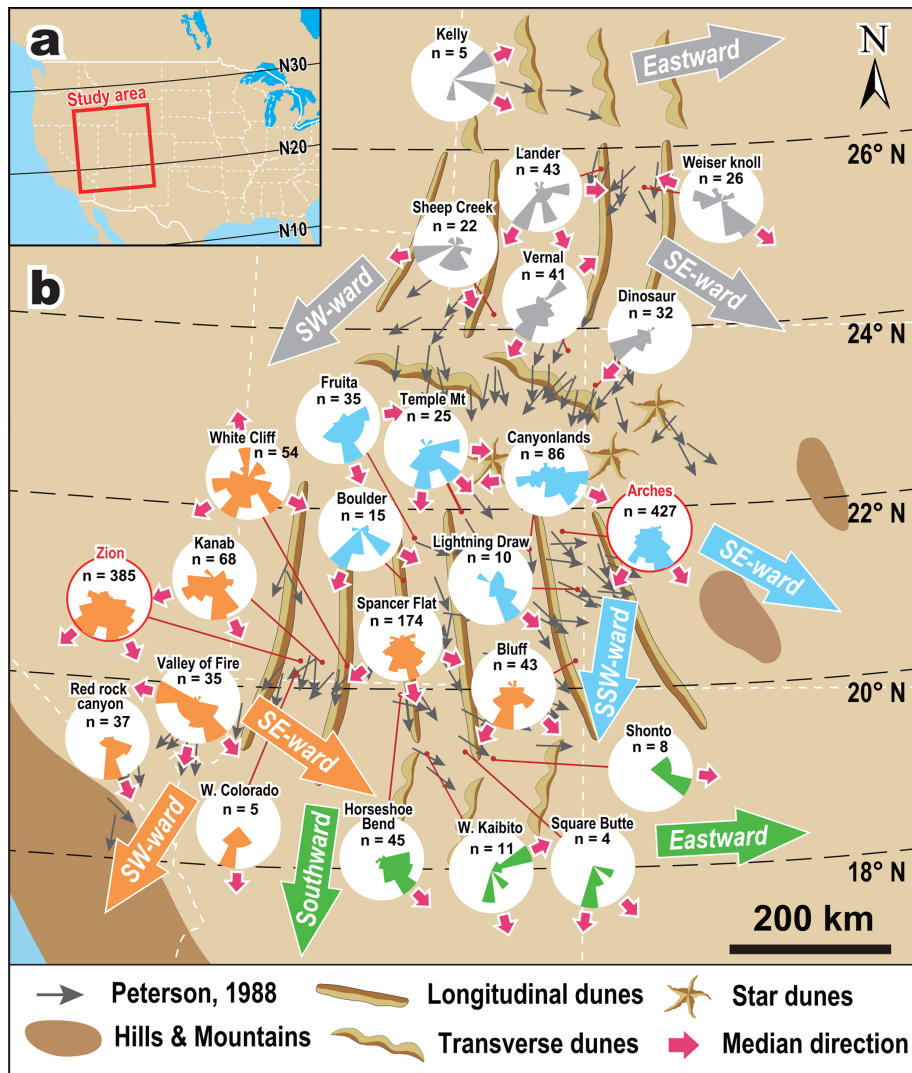 a
N30
Study area
N20
N10
N
Kelly
n = 5
Eastward
26° N
Lander
n = 43
Weiser knoll
n = 26
Sheep Creek
n = 22
Vernal
n = 41
b
SW-ward
SE-ward
Dinosaur
n = 32
24° N
Fruita
n = 35
Temple Mt
n = 25
White Cliff
n = 54
Canyonlands
n = 86
Boulder
n = 15
Arches
n = 427
22° N
Zion
n = 385
Kanab
n = 68
Lightning Draw
n = 10
SE-ward
Spancer Flat
n = 174
SSW-ward
Valley of Fire
n = 35
Bluff
n = 43
20° N
Red rock
canyon
n = 37
SE-ward
Shonto
n = 8
W. Colorado
n = 5
SW-ward
Southward
Horseshoe
Bend
n = 45
W. Kaibito
n = 11
Square Butte
n = 4
Eastward
18° N
200 km
Peterson, 1988
Longitudinal dunes
Star dunes
Hills & Mountains
Transverse dunes
Median direction